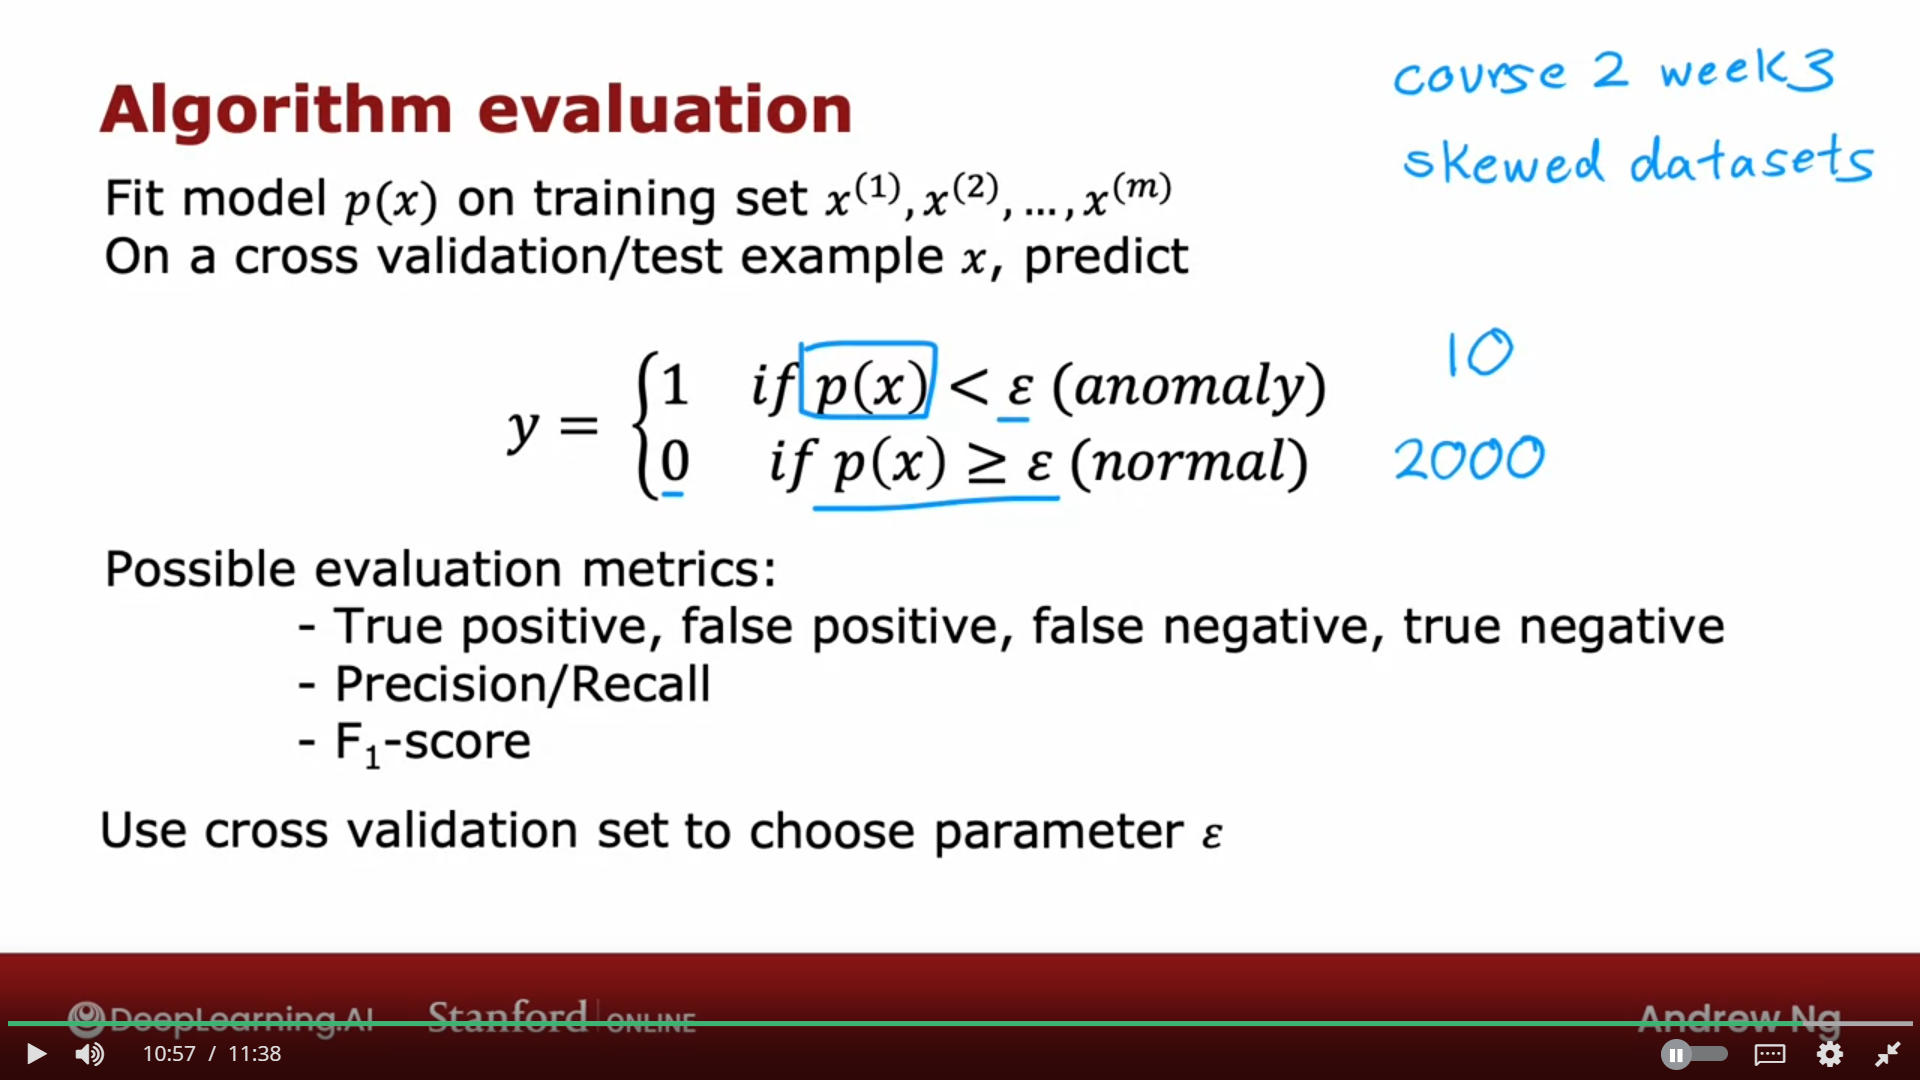 course 2 week 3
Algorithm evaluation
skewed datasets
Fit model p(x) on training set x⁽¹⁾, x⁽²⁾, ..., x⁽ᵐ⁾
On a cross validation/test example x, predict
y = { 1 if p(x) < ε (anomaly) 10
0 if p(x) ≥ ε (normal) 2000
Possible evaluation metrics:
- True positive, false positive, false negative, true negative
- Precision/Recall
- F₁-score
Use cross validation set to choose parameter ε
DeepLearning.AI Stanford ONLINE Andrew Ng
10:57 / 11:38